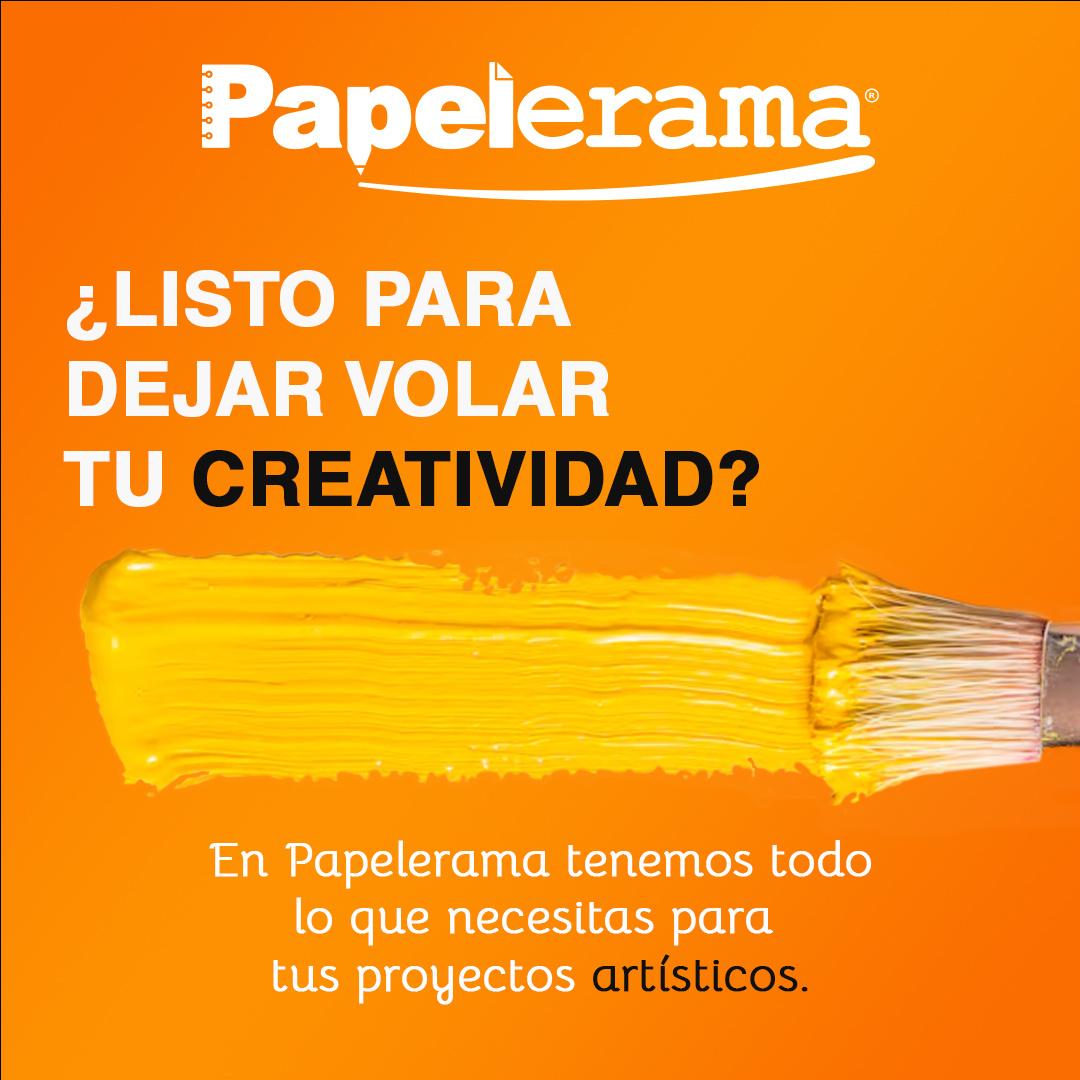 Papelerama®
¿LISTO PARA
DEJAR VOLAR
TU CREATIVIDAD?
En Papelerama tenemos todo
lo que necesitas para
tus proyectos artísticos.